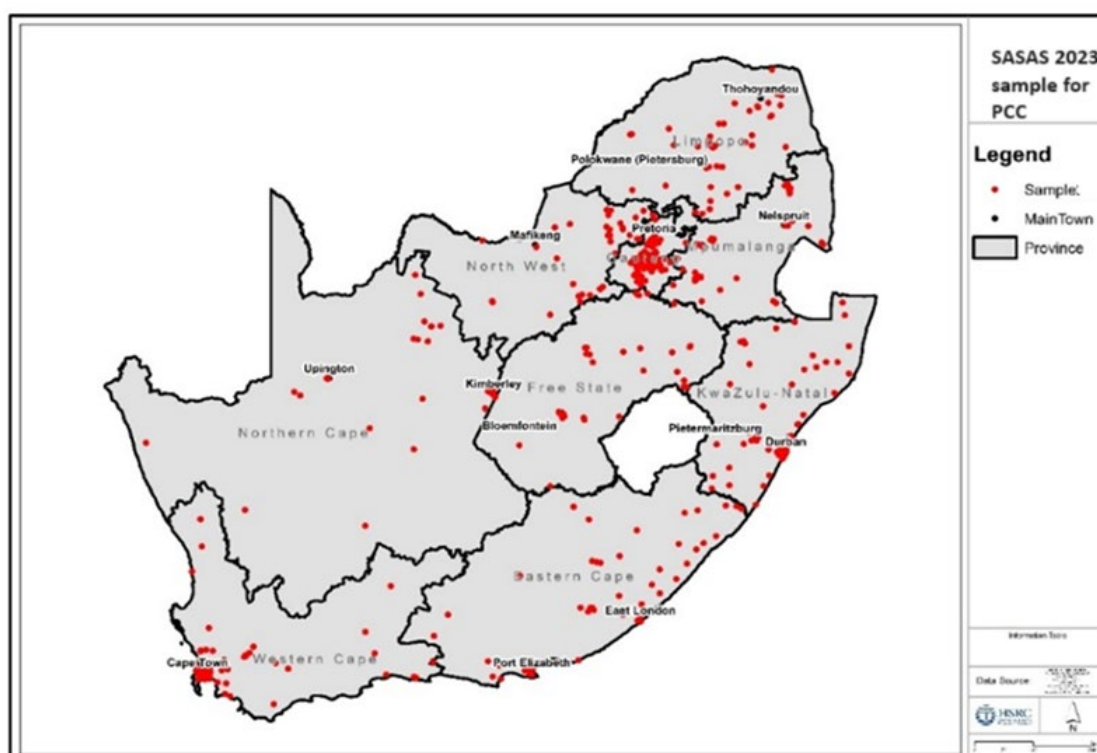 SASAS 2023
sample for
PCC
Legend
Sample
MainTown
Province
Thohoyandou
Limpopo
Polokwane (Pietersburg)
Nelspruit
Pretoria
Mafikeng
Mpumalanga
Gauteng
North West
Upington
Kimberley
Free State
KwaZulu-Natal
Bloemfontein
Pietermaritzburg
Durban
Northern Cape
Eastern Cape
East London
Port Elizabeth
Cape Town
Western Cape
Data Source:
HSRC
N